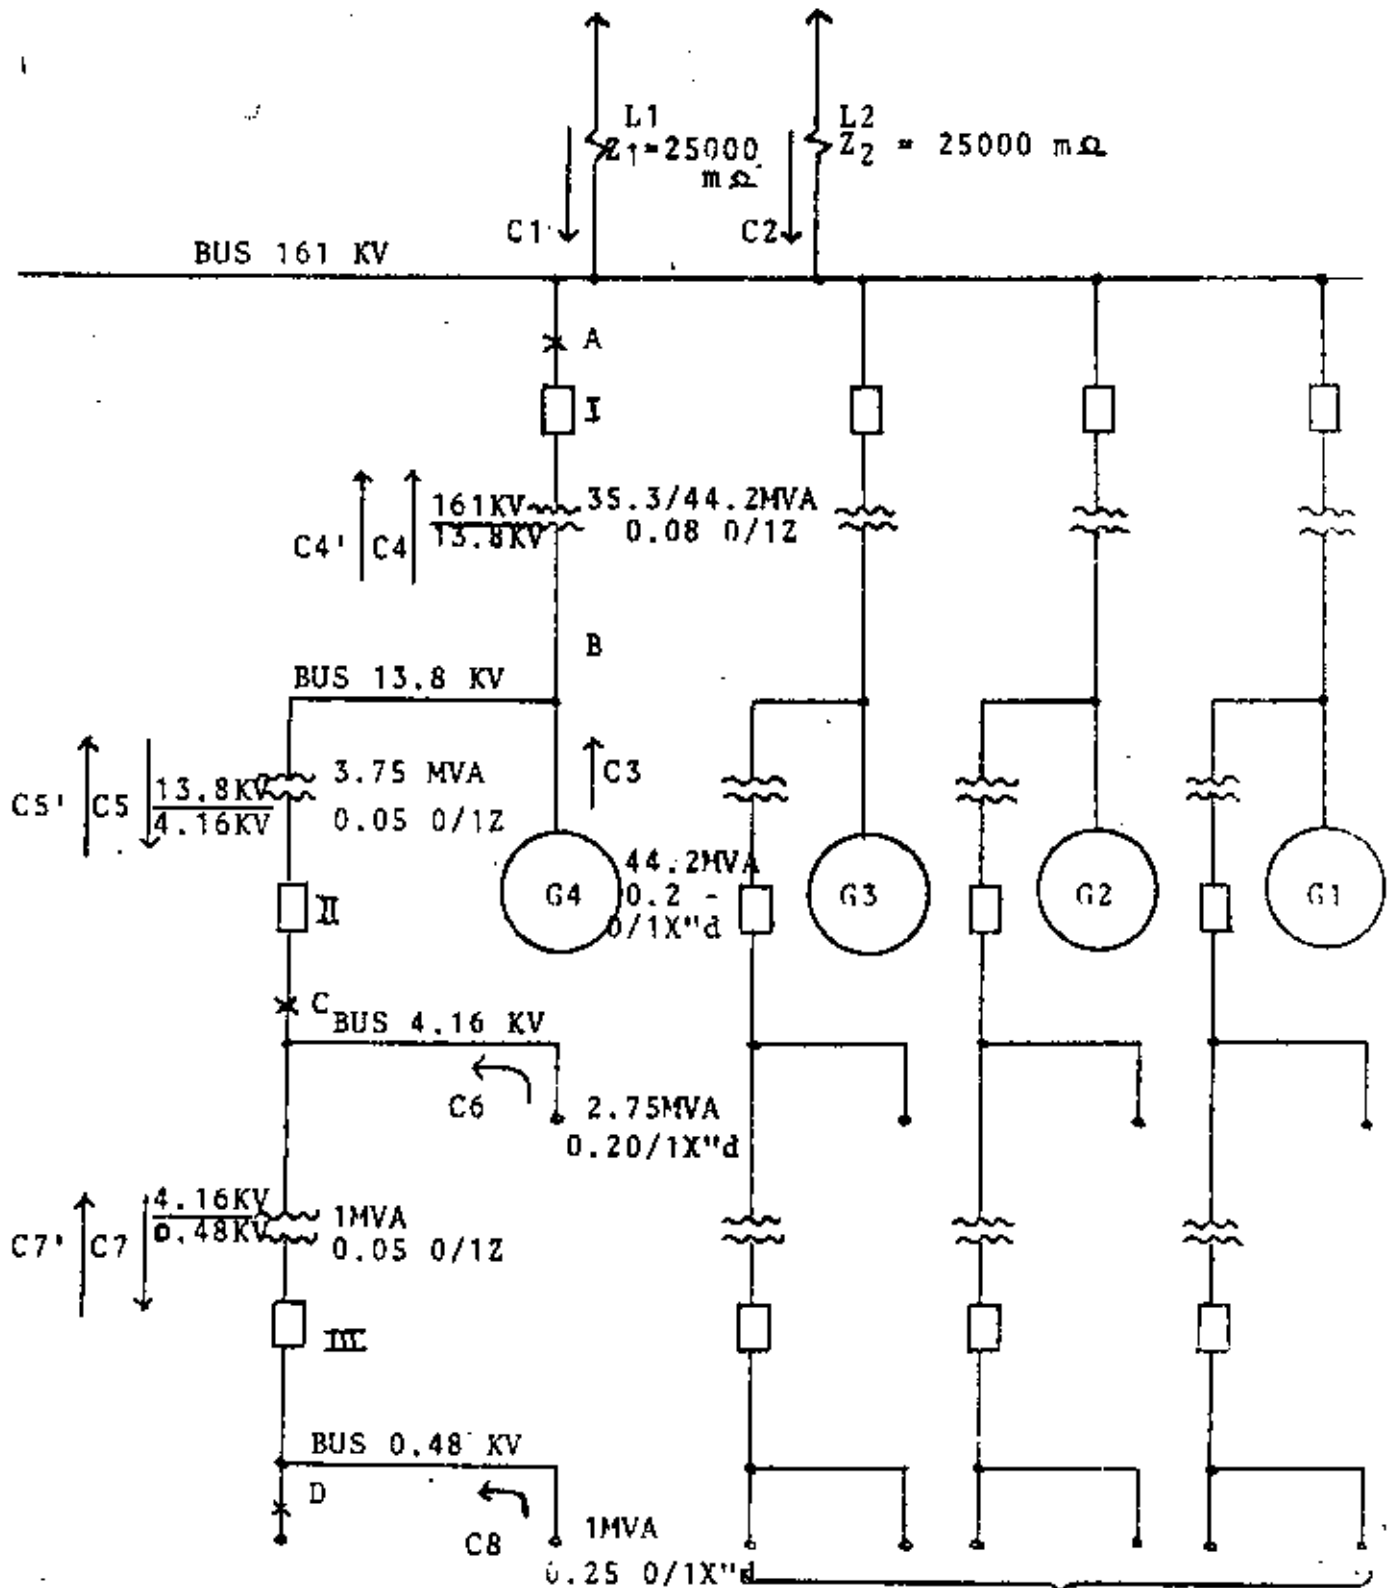 L1
Z1=25000
mΩ
L2
Z2 = 25000 mΩ
C1
C2
BUS 161 KV
A
I
161KV
13.8KV
35.3/44.2MVA
0.08 0/1Z
C4'
C4
B
BUS 13.8 KV
C5'
C5
13.8KV
4.16KV
3.75 MVA
0.05 0/1Z
C3
G4
44.2MVA
0.2 -
0/1X"d
G3
G2
G1
II
C
BUS 4.16 KV
C6
2.75MVA
0.20/1X"d
C7'
C7
4.16KV
0.48KV
1MVA
0.05 0/1Z
III
BUS 0.48 KV
D
C8
1MVA
0.25 0/1X"d